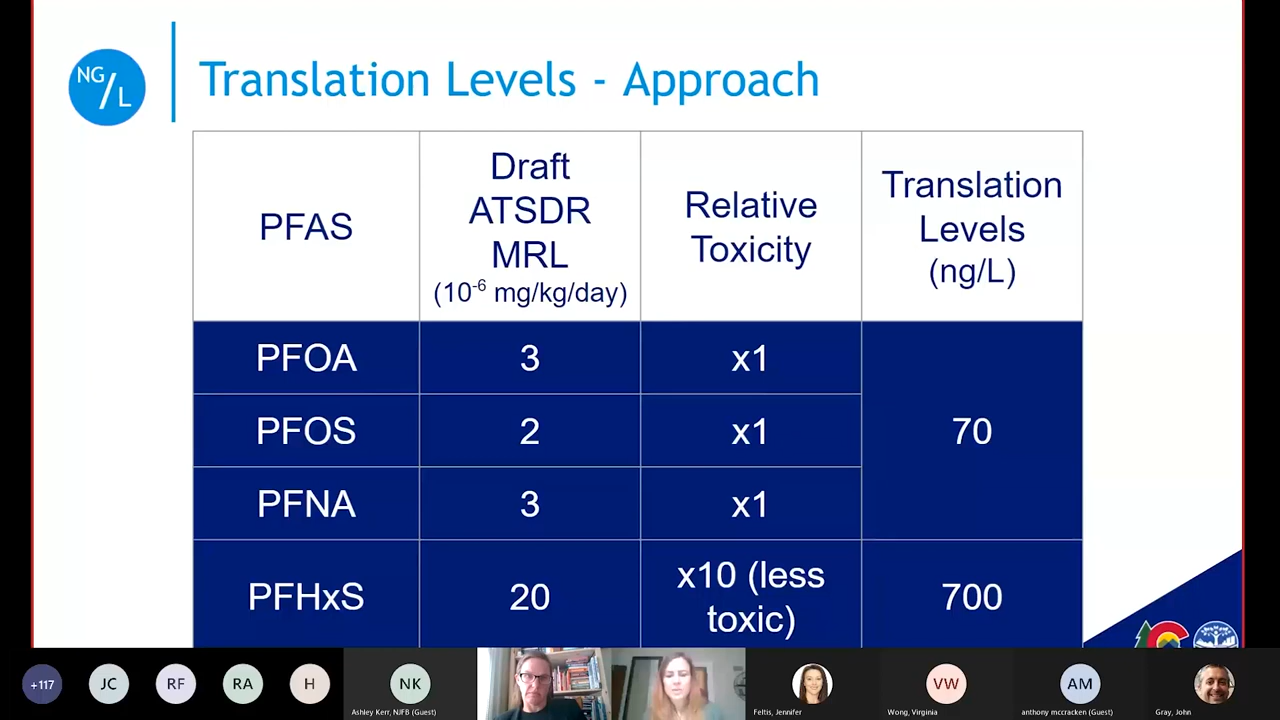 NG/L
Translation Levels - Approach
PFAS
Draft
ATSDR
MRL
(10⁻⁶ mg/kg/day)
Relative
Toxicity
Translation
Levels
(ng/L)
PFOA
3
x1
70
PFOS
2
x1
PFNA
3
x1
PFHxS
20
x10 (less
toxic)
700
+117
JC
RF
RA
H
NK
Ashley Kerr, NJFB (Guest)
Feltis, Jennifer
VW
Wong, Virginia
AM
anthony mccracken (Guest)
Gray, John